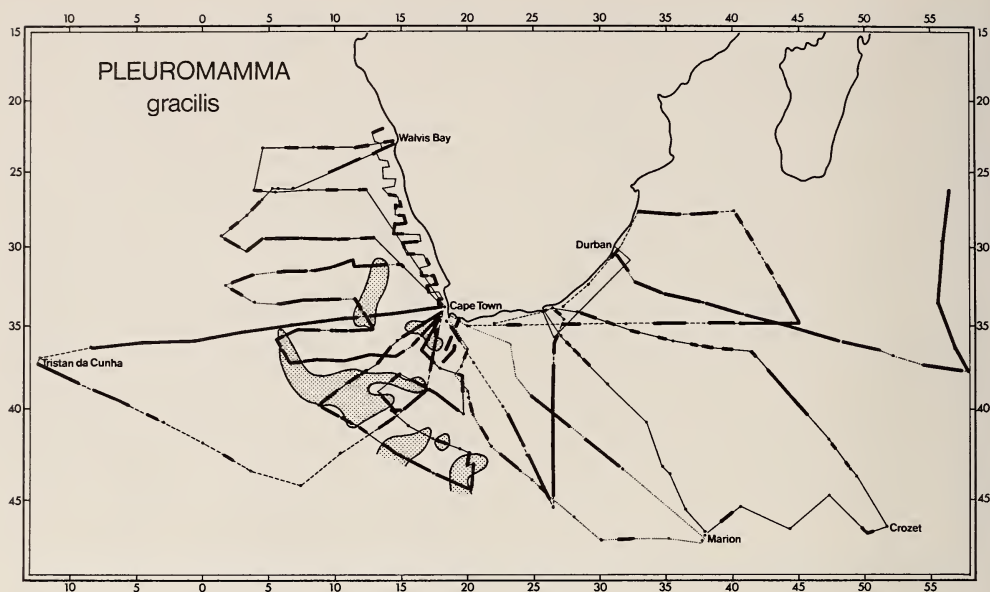 10 5 0 5 10 15 20 25 30 35 40 45 50 55
15 15
PLEUROMAMMA
gracilis
20 20
Walvis Bay
25 25
Durban
30 30
Cape Town
35 35
Tristan da Cunha
40 40
45 45
Crozet
Marion
10 5 0 5 10 15 20 25 30 35 40 45 50 55